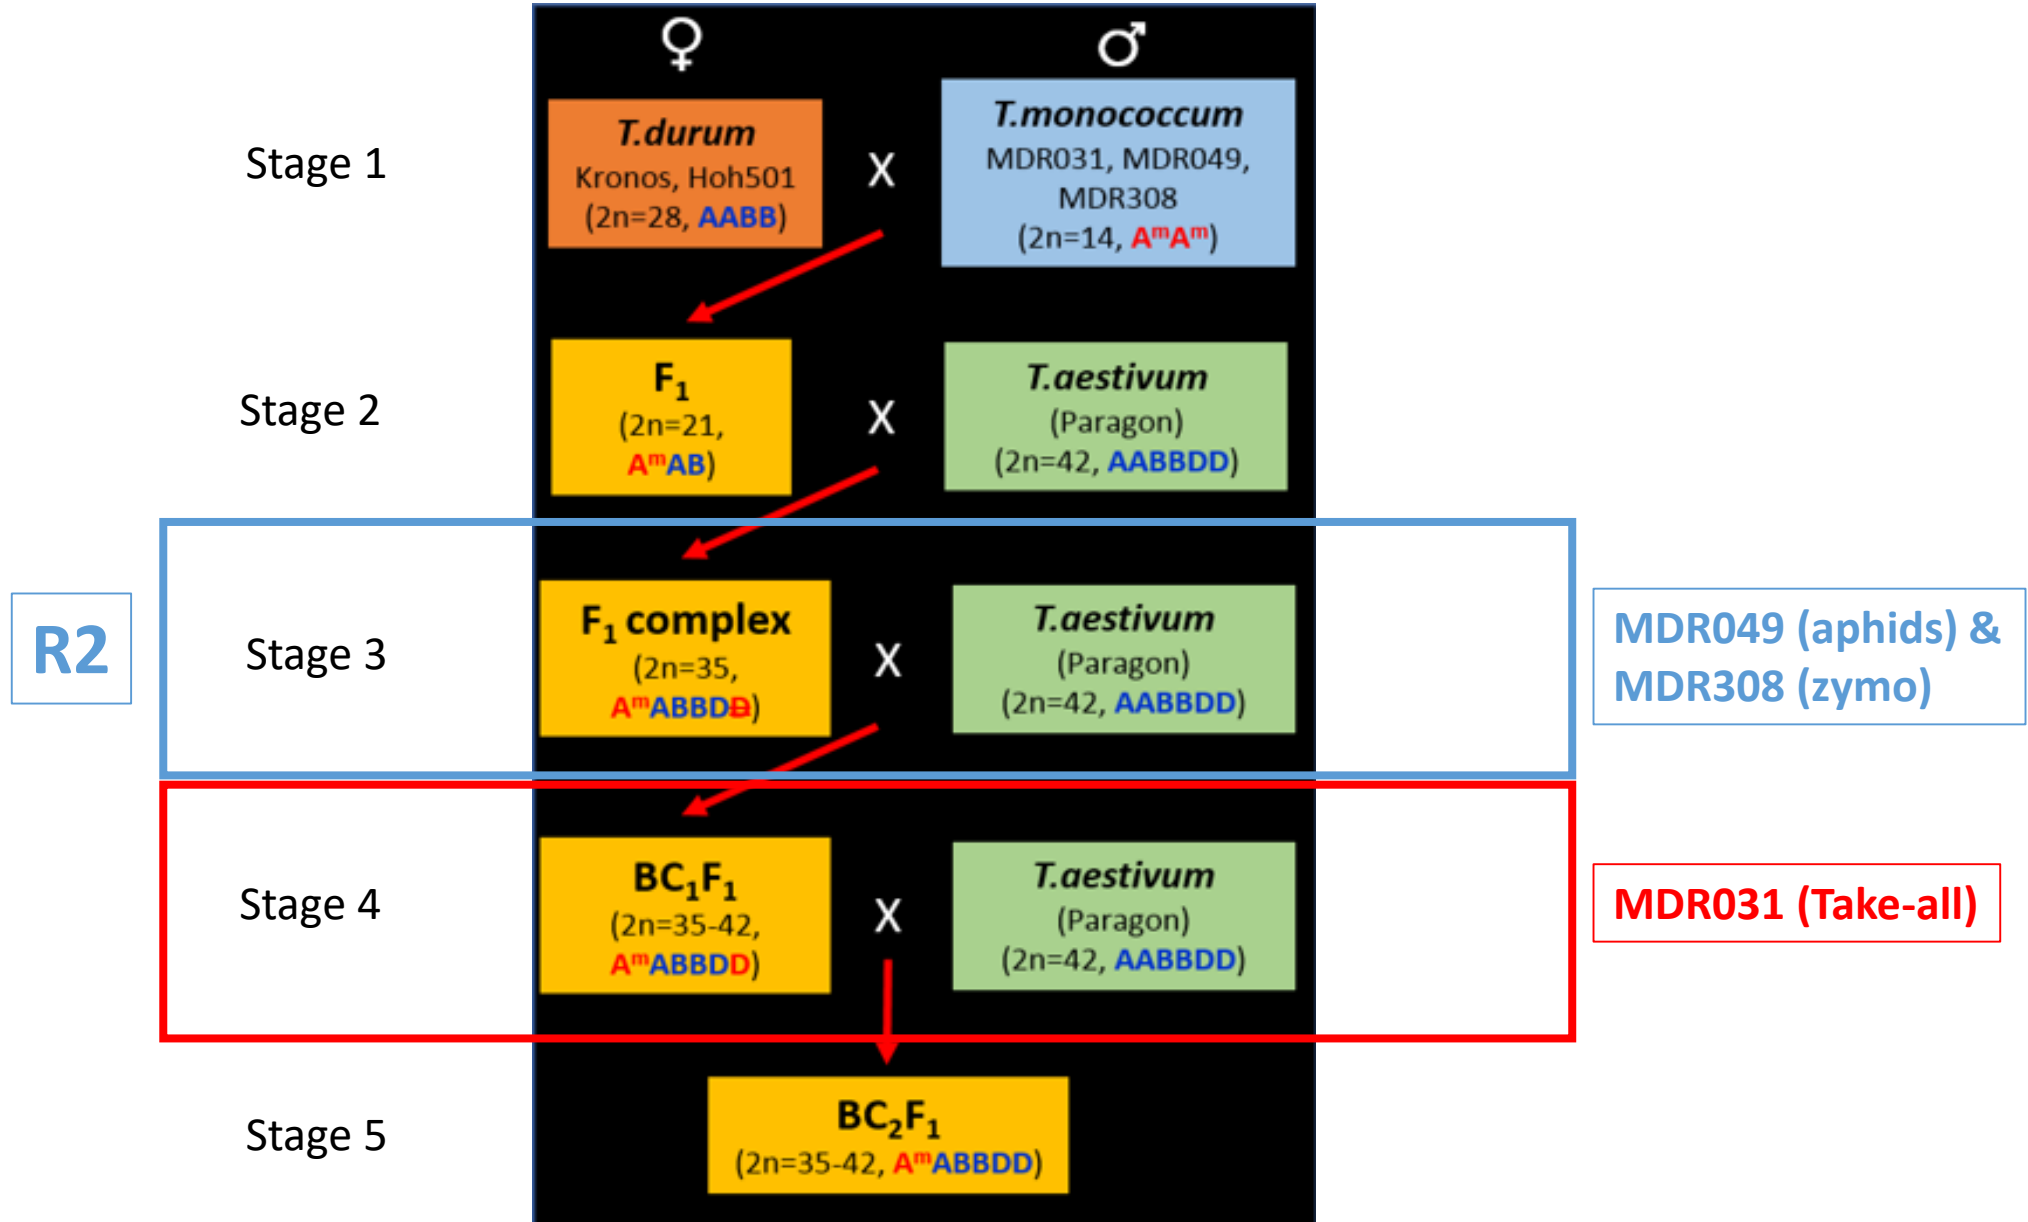 ♀ ♂
Stage 1
T.durum
Kronos, Hoh501
(2n=28, AABB)
X
T.monococcum
MDR031, MDR049,
MDR308
(2n=14, AᵐAᵐ)
Stage 2
F₁
(2n=21,
AᵐAB)
X
T.aestivum
(Paragon)
(2n=42, AABBDD)
R2
Stage 3
F₁ complex
(2n=35,
AᵐABBDD)
X
T.aestivum
(Paragon)
(2n=42, AABBDD)
MDR049 (aphids) &
MDR308 (zymo)
Stage 4
BC₁F₁
(2n=35-42,
AᵐABBDD)
X
T.aestivum
(Paragon)
(2n=42, AABBDD)
MDR031 (Take-all)
Stage 5
BC₂F₁
(2n=35-42, AᵐABBDD)